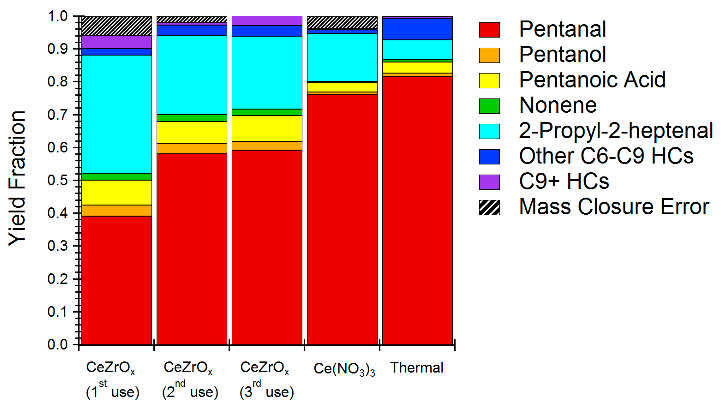 Yield Fraction
1.0
0.9
0.8
0.7
0.6
0.5
0.4
0.3
0.2
0.1
0.0
CeZrOₓ
(1ˢᵗ use)
CeZrOₓ
(2ⁿᵈ use)
CeZrOₓ
(3ʳᵈ use)
Ce(NO₃)₃
Thermal
Pentanal
Pentanol
Pentanoic Acid
Nonene
2-Propyl-2-heptenal
Other C6-C9 HCs
C9+ HCs
Mass Closure Error